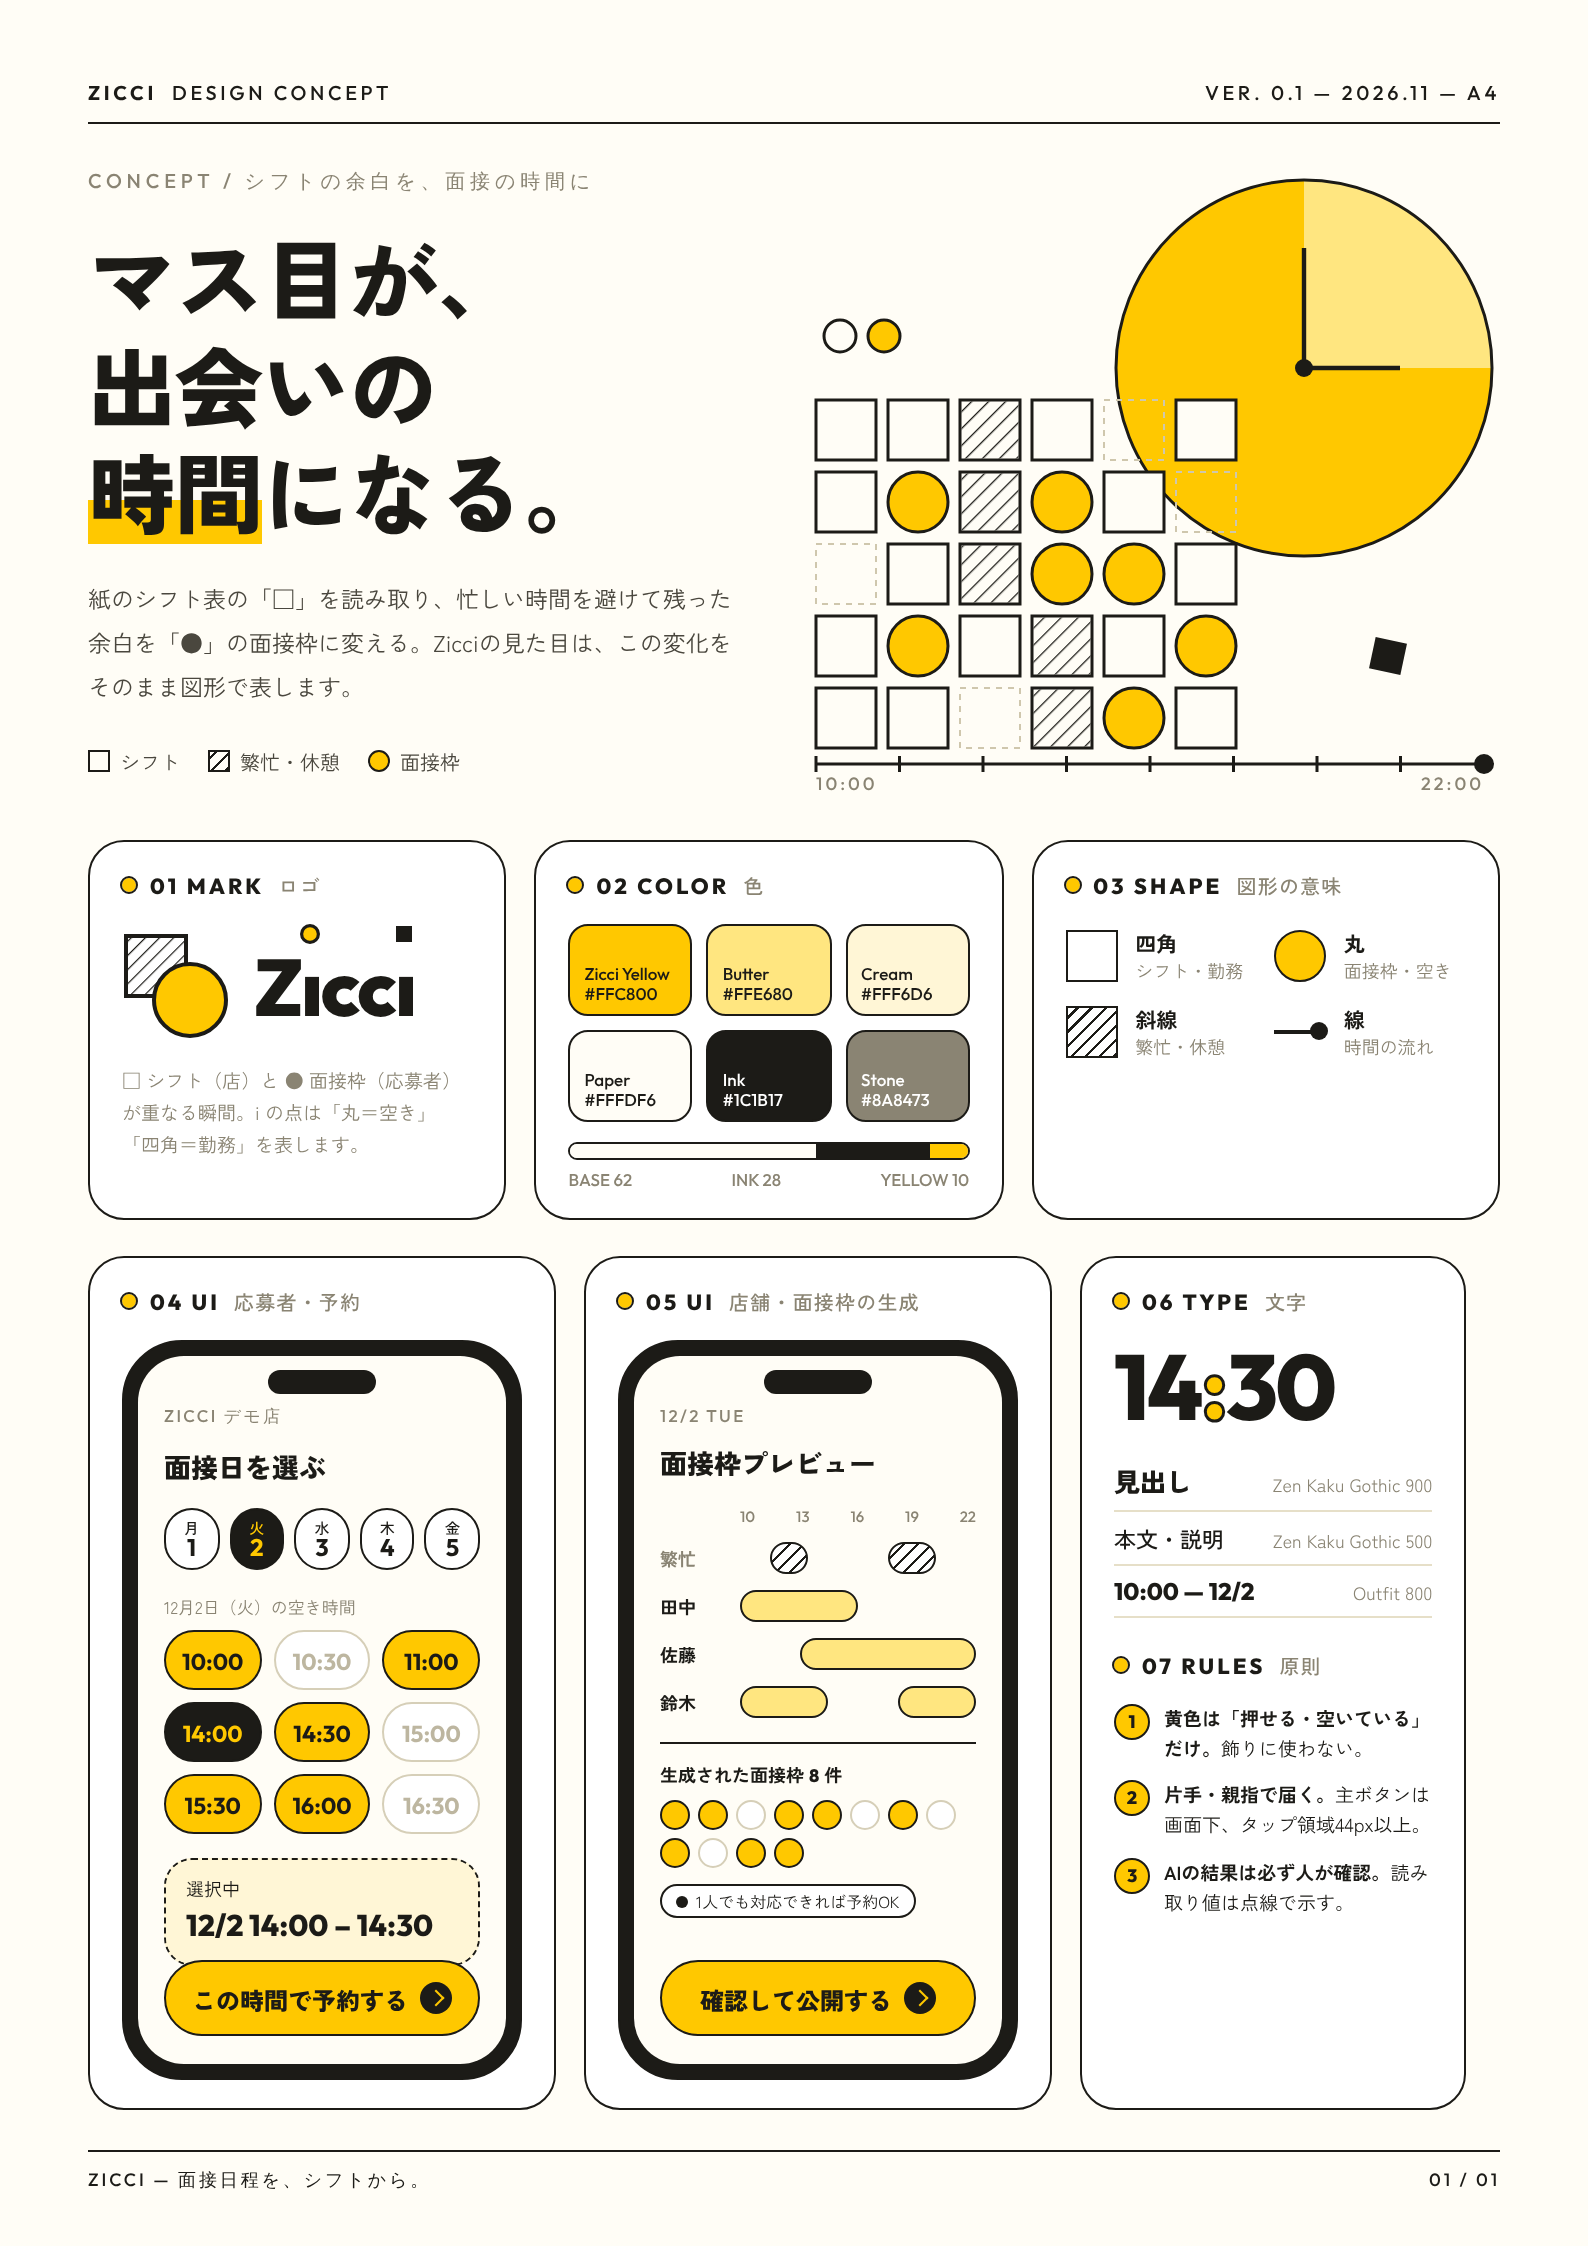 ZICCI DESIGN CONCEPT
VER. 0.1 — 2026.11 — A4
CONCEPT / シフトの余白を、面接の時間に
マス目が、
出会いの
時間になる。
紙のシフト表の「□」を読み取り、忙しい時間を避けて残った
余白を「●」の面接枠に変える。Zicciの見た目は、この変化を
そのまま図形で表します。
シフト 繁忙・休憩 面接枠
10:00 22:00
01 MARK ロゴ
Zicci
□ シフト（店）と ● 面接枠（応募者）
が重なる瞬間。i の点は「丸＝空き」
「四角＝勤務」を表します。
02 COLOR 色
Zicci Yellow
#FFC800
Butter
#FFE680
Cream
#FFF6D6
Paper
#FFFDF6
Ink
#1C1B17
Stone
#8A8473
BASE 62 INK 28 YELLOW 10
03 SHAPE 図形の意味
四角
シフト・勤務
丸
面接枠・空き
斜線
繁忙・休憩
線
時間の流れ
04 UI 応募者・予約
ZICCI デモ店
面接日を選ぶ
月 火 水 木 金
1 2 3 4 5
12月2日（火）の空き時間
10:00 10:30 11:00
14:00 14:30 15:00
15:30 16:00 16:30
選択中
12/2 14:00 – 14:30
この時間で予約する
05 UI 店舗・面接枠の生成
12/2 TUE
面接枠プレビュー
10 13 16 19 22
繁忙
田中
佐藤
鈴木
生成された面接枠 8 件
● 1人でも対応できれば予約OK
確認して公開する
06 TYPE 文字
14:30
見出し Zen Kaku Gothic 900
本文・説明 Zen Kaku Gothic 500
10:00 — 12/2 Outfit 800
07 RULES 原則
1 黄色は「押せる・空いている」
だけ。飾りに使わない。
2 片手・親指で届く。主ボタンは
画面下、タップ領域44px以上。
3 AIの結果は必ず人が確認。読み
取り値は点線で示す。
ZICCI — 面接日程を、シフトから。
01 / 01